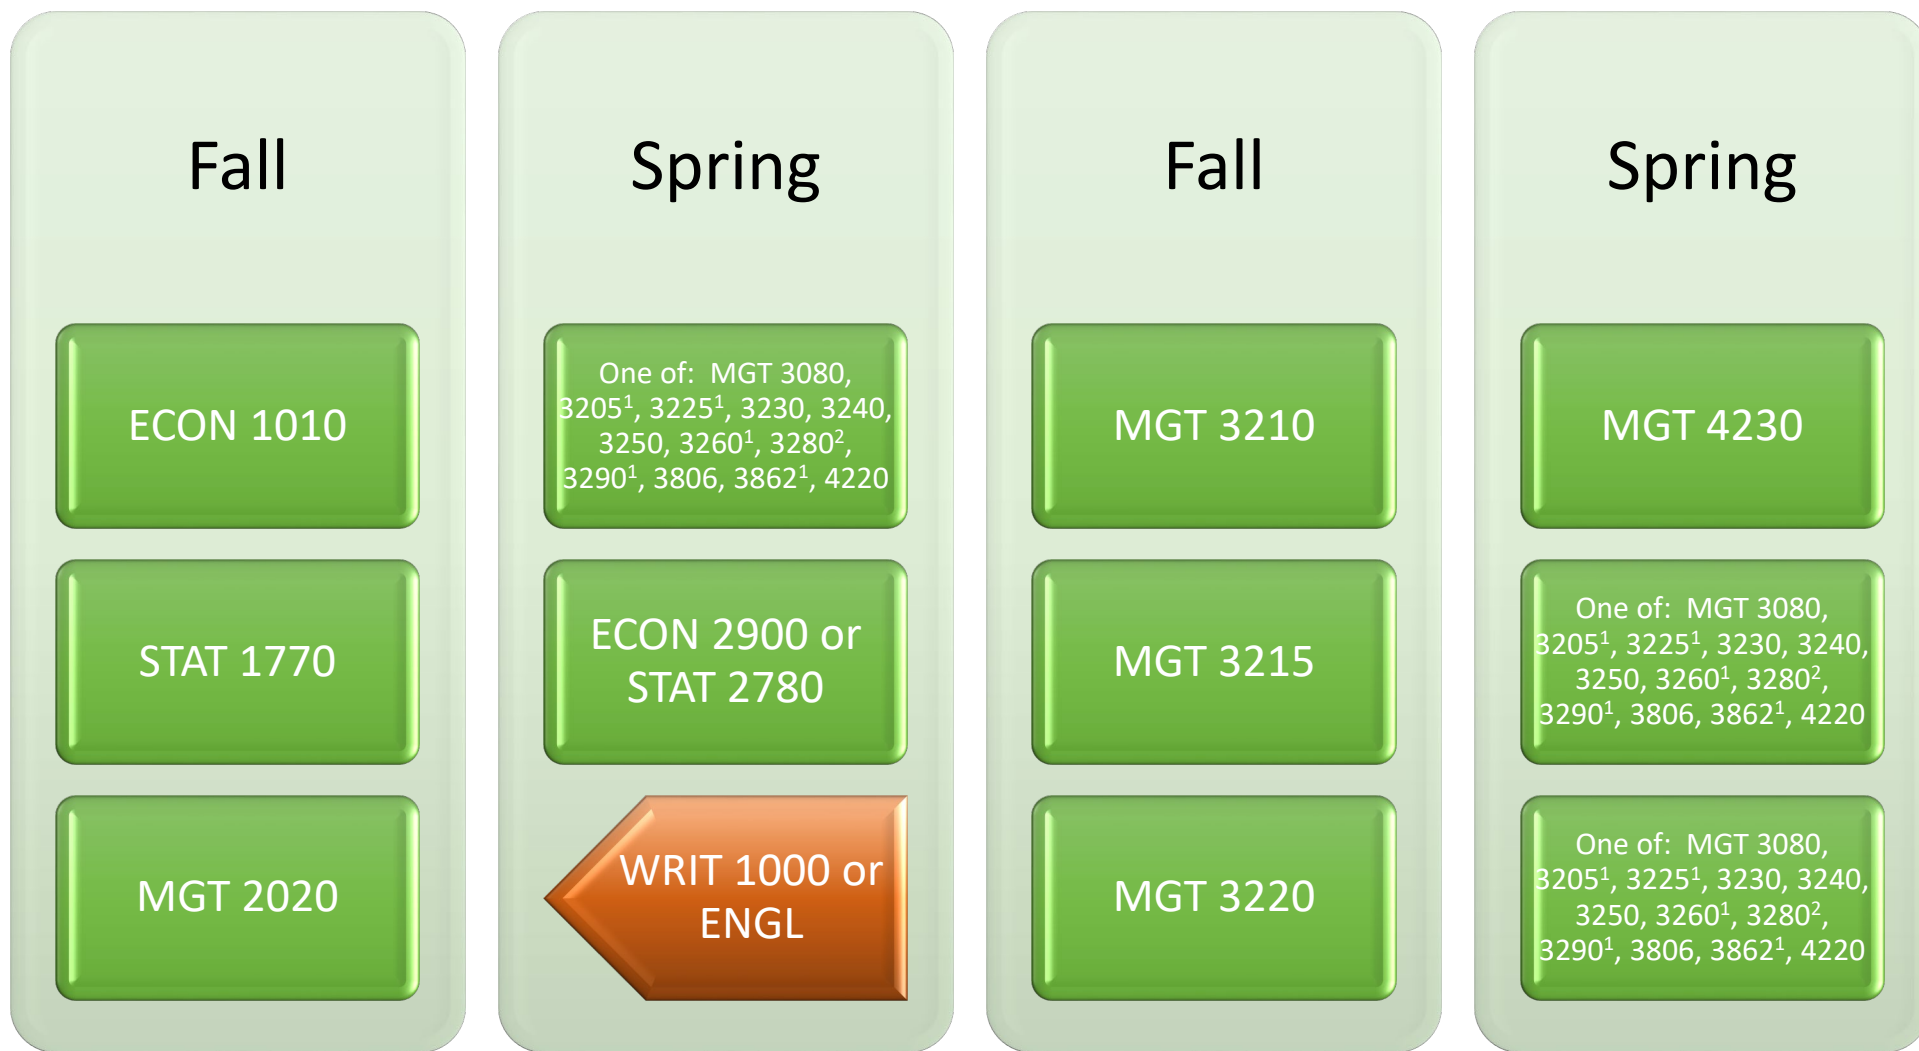 Fall
ECON 1010
STAT 1770
MGT 2020
Spring
One of:  MGT 3080,
3205¹, 3225¹, 3230, 3240,
3250, 3260¹, 3280²,
3290¹, 3806, 3862¹, 4220
ECON 2900 or
STAT 2780
WRIT 1000 or
ENGL
Fall
MGT 3210
MGT 3215
MGT 3220
Spring
MGT 4230
One of:  MGT 3080,
3205¹, 3225¹, 3230, 3240,
3250, 3260¹, 3280²,
3290¹, 3806, 3862¹, 4220
One of:  MGT 3080,
3205¹, 3225¹, 3230, 3240,
3250, 3260¹, 3280²,
3290¹, 3806, 3862¹, 4220